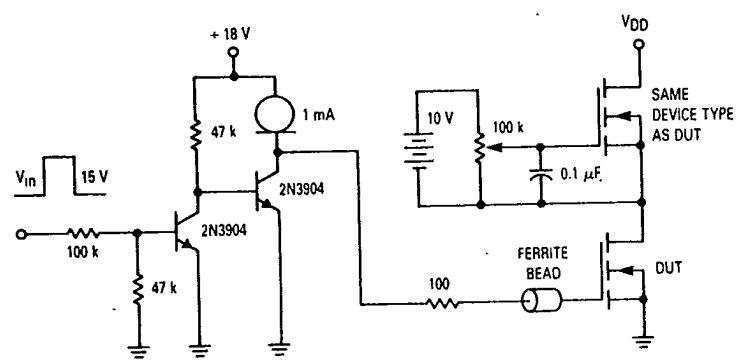 + 18 V
VDD
1 mA
47 k
10 V
100 k
SAME
DEVICE TYPE
AS DUT
0.1 μF
Vin
15 V
2N3904
2N3904
100 k
47 k
FERRITE
BEAD
100
DUT